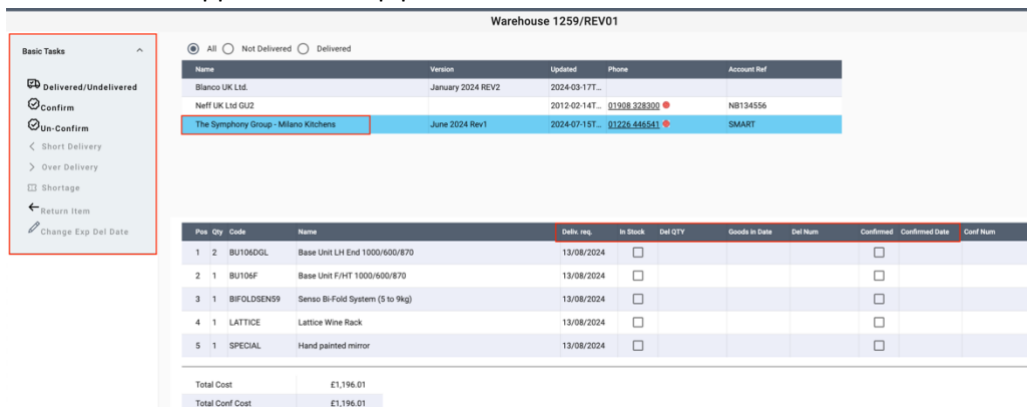 Warehouse 1259/REV01
Basic Tasks
Delivered/Undelivered
Confirm
Un-Confirm
Short Delivery
Over Delivery
Shortage
Return Item
Change Exp Del Date
All Not Delivered Delivered
Name Version Updated Phone Account Ref
Blanco UK Ltd. January 2024 REV2 2024-03-17T...
Neff UK Ltd GU2 2012-02-14T... 01908 328300 NB134556
The Symphony Group - Milano Kitchens June 2024 Rev1 2024-07-15T... 01226 446541 SMART
Pos Qty Code Name Deliv. req. In Stock Del QTY Goods in Date Del Num Confirmed Confirmed Date Conf Num
1 2 BU106DGL Base Unit LH End 1000/600/870 13/08/2024
2 1 BU106F Base Unit F/HT 1000/600/870 13/08/2024
3 1 BIFOLDSEN59 Senso Bi-Fold System (5 to 9kg) 13/08/2024
4 1 LATTICE Lattice Wine Rack 13/08/2024
5 1 SPECIAL Hand painted mirror 13/08/2024
Total Cost £1,196.01
Total Conf Cost £1,196.01